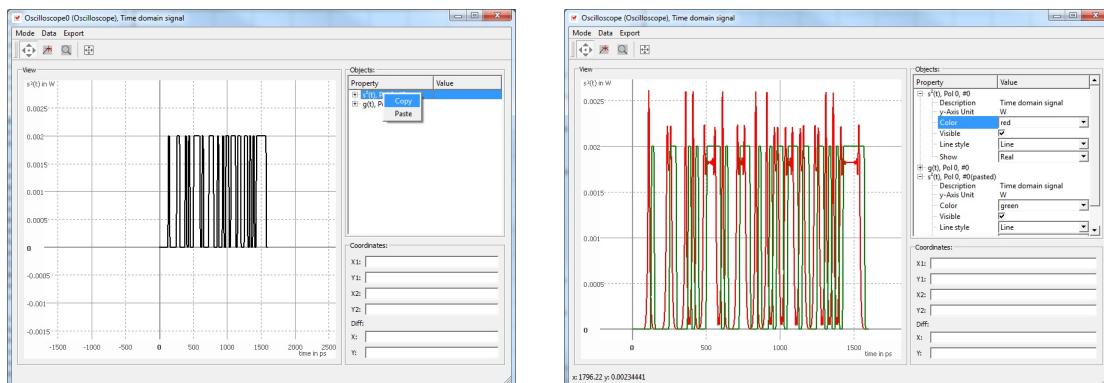 Oscilloscope0 (Oscilloscope), Time domain signal
Mode Data Export
View
s²(t) in W
0.0025
0.002
0.0015
0.001
0.0005
0
-0.0005
-0.001
-0.0015
-1500 -1000 -500 0 500 1000 1500 2000 2500
time in ps
Objects:
Property Value
s²(t), Pol 0, #0
g(t), P
Copy
Paste
Coordinates:
X1:
Y1:
X2:
Y2:
Diff:
X:
Y:
Oscilloscope (Oscilloscope), Time domain signal
Mode Data Export
View
s²(t) in W
0.0025
0.002
0.0015
0.001
0.0005
0
0 500 1000 1500
time in ps
Objects:
Property Value
s²(t), Pol 0, #0
Description Time domain signal
y-Axis Unit W
Color red
Visible
Line style Line
Show Real
g(t), Pol 0, #0
s²(t), Pol 0, #0(pasted)
Description Time domain signal
y-Axis Unit W
Color green
Visible
Line style Line
Coordinates:
X1:
Y1:
X2:
Y2:
Diff:
X:
Y:
x: 1796.22 y: 0.00234441